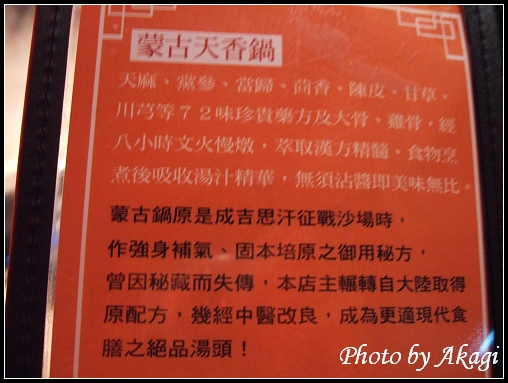 蒙古天香鍋
天麻、黨參、當歸、茴香、陳皮、甘草、
川芎等７２味珍貴藥方及大骨、雞骨，經
八小時文火慢燉，萃取漢方精髓、食物烹
煮後吸收湯汁精華，無須沾醬即美味無比。
蒙古鍋原是成吉思汗征戰沙場時，
作強身補氣、固本培原之御用秘方，
曾因秘藏而失傳，本店主輾轉自大陸取得
原配方，幾經中醫改良，成為更適現代食
膳之絕品湯頭！
Photo by Akagi